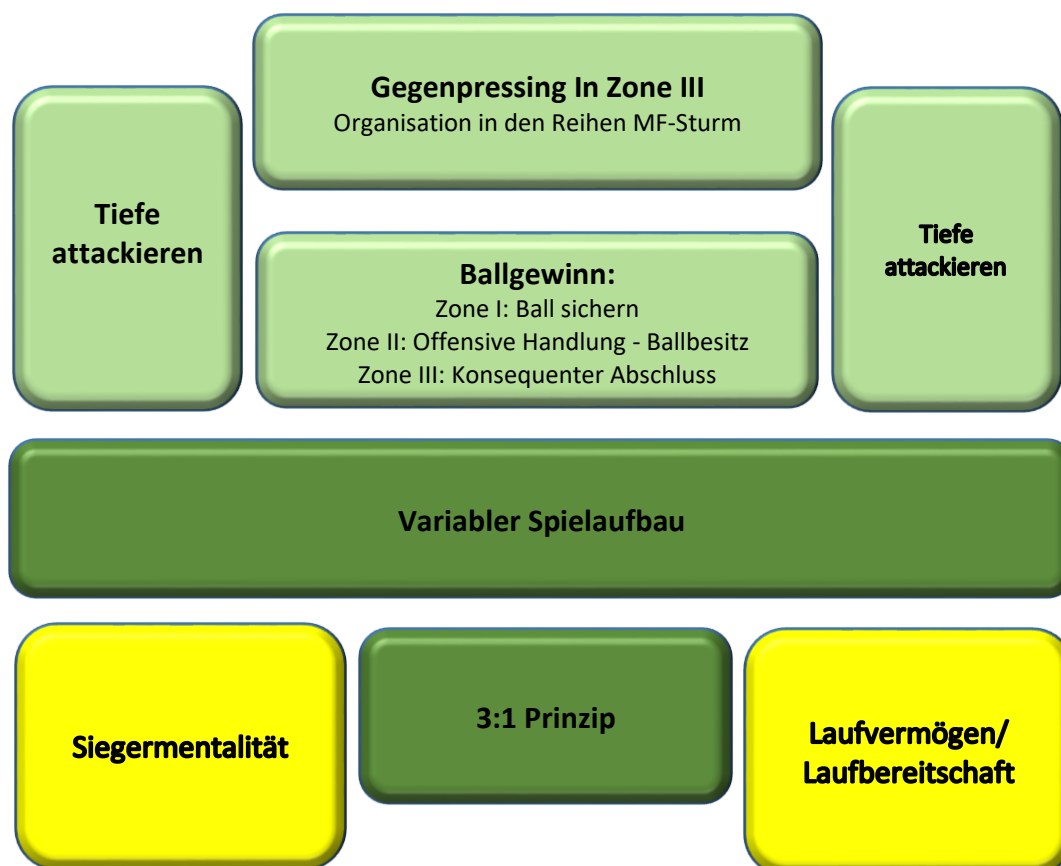 Gegenpressing In Zone III
Organisation in den Reihen MF-Sturm
Tiefe
attackieren
Tiefe
attackieren
Ballgewinn:
Zone I: Ball sichern
Zone II: Offensive Handlung - Ballbesitz
Zone III: Konsequenter Abschluss
Variabler Spielaufbau
Siegermentalität
3:1 Prinzip
Laufvermögen/
Laufbereitschaft